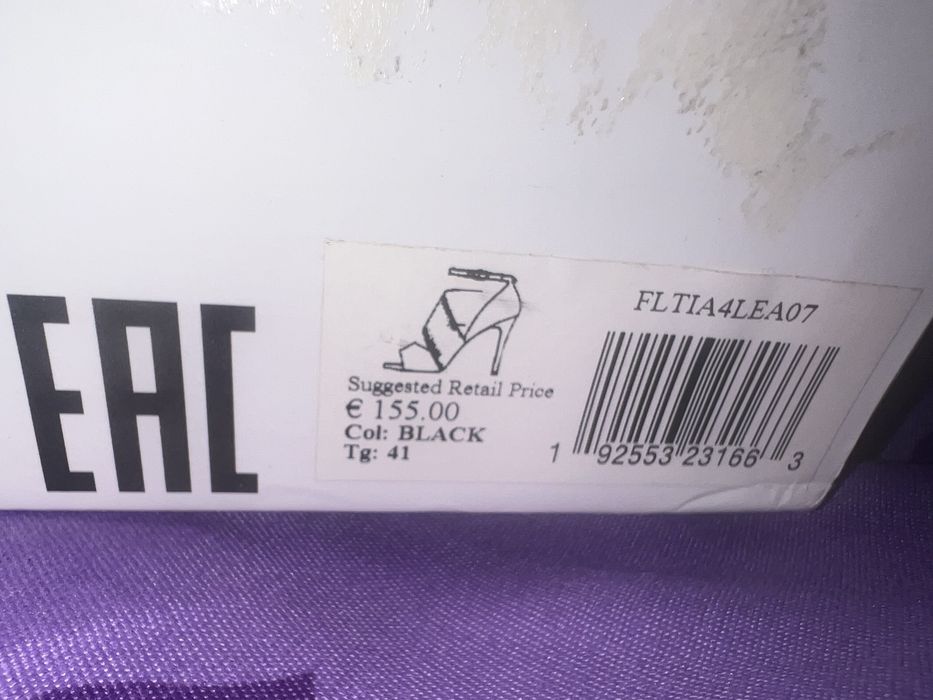 EAC
FLTIA4LEA07
Suggested Retail Price
€ 155.00
Col: BLACK
Tg: 41
1 92553 23166 3